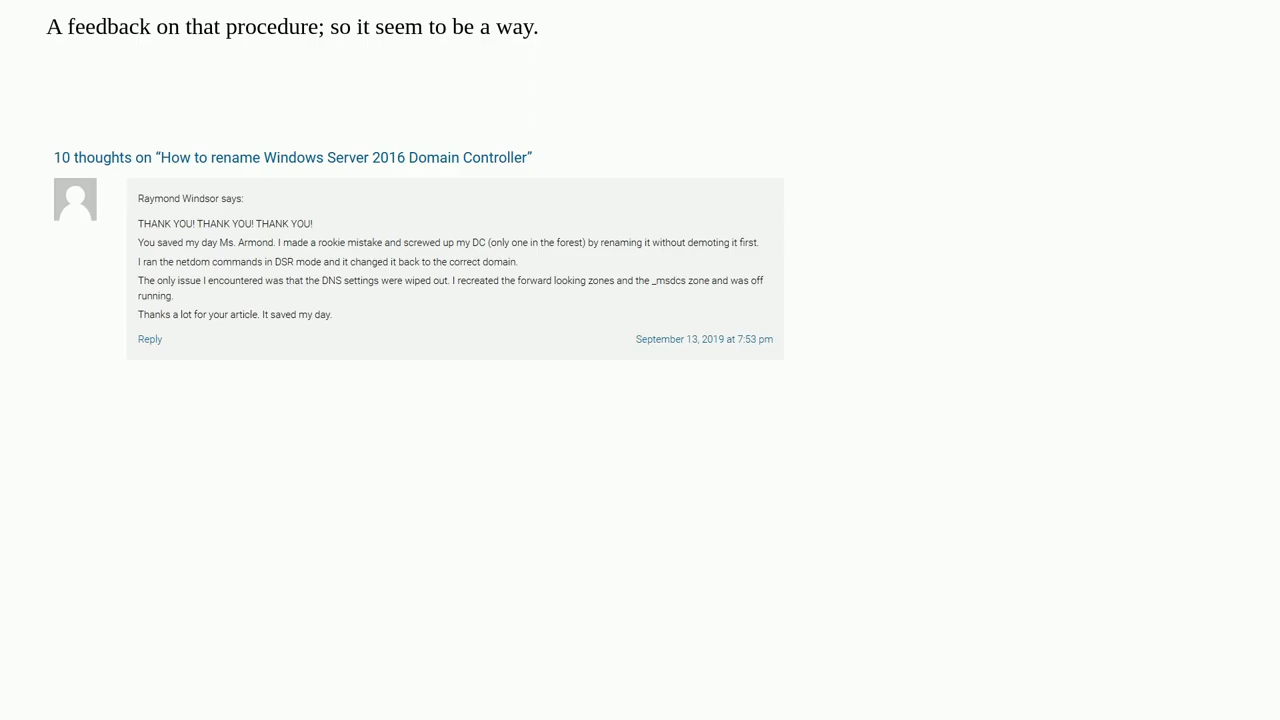 A feedback on that procedure; so it seem to be a way.
10 thoughts on “How to rename Windows Server 2016 Domain Controller”
Raymond Windsor says:
THANK YOU! THANK YOU! THANK YOU!
You saved my day Ms. Armond. I made a rookie mistake and screwed up my DC (only one in the forest) by renaming it without demoting it first.
I ran the netdom commands in DSR mode and it changed it back to the correct domain.
The only issue I encountered was that the DNS settings were wiped out. I recreated the forward looking zones and the _msdcs zone and was off
running.
Thanks a lot for your article. It saved my day.
Reply September 13, 2019 at 7:53 pm